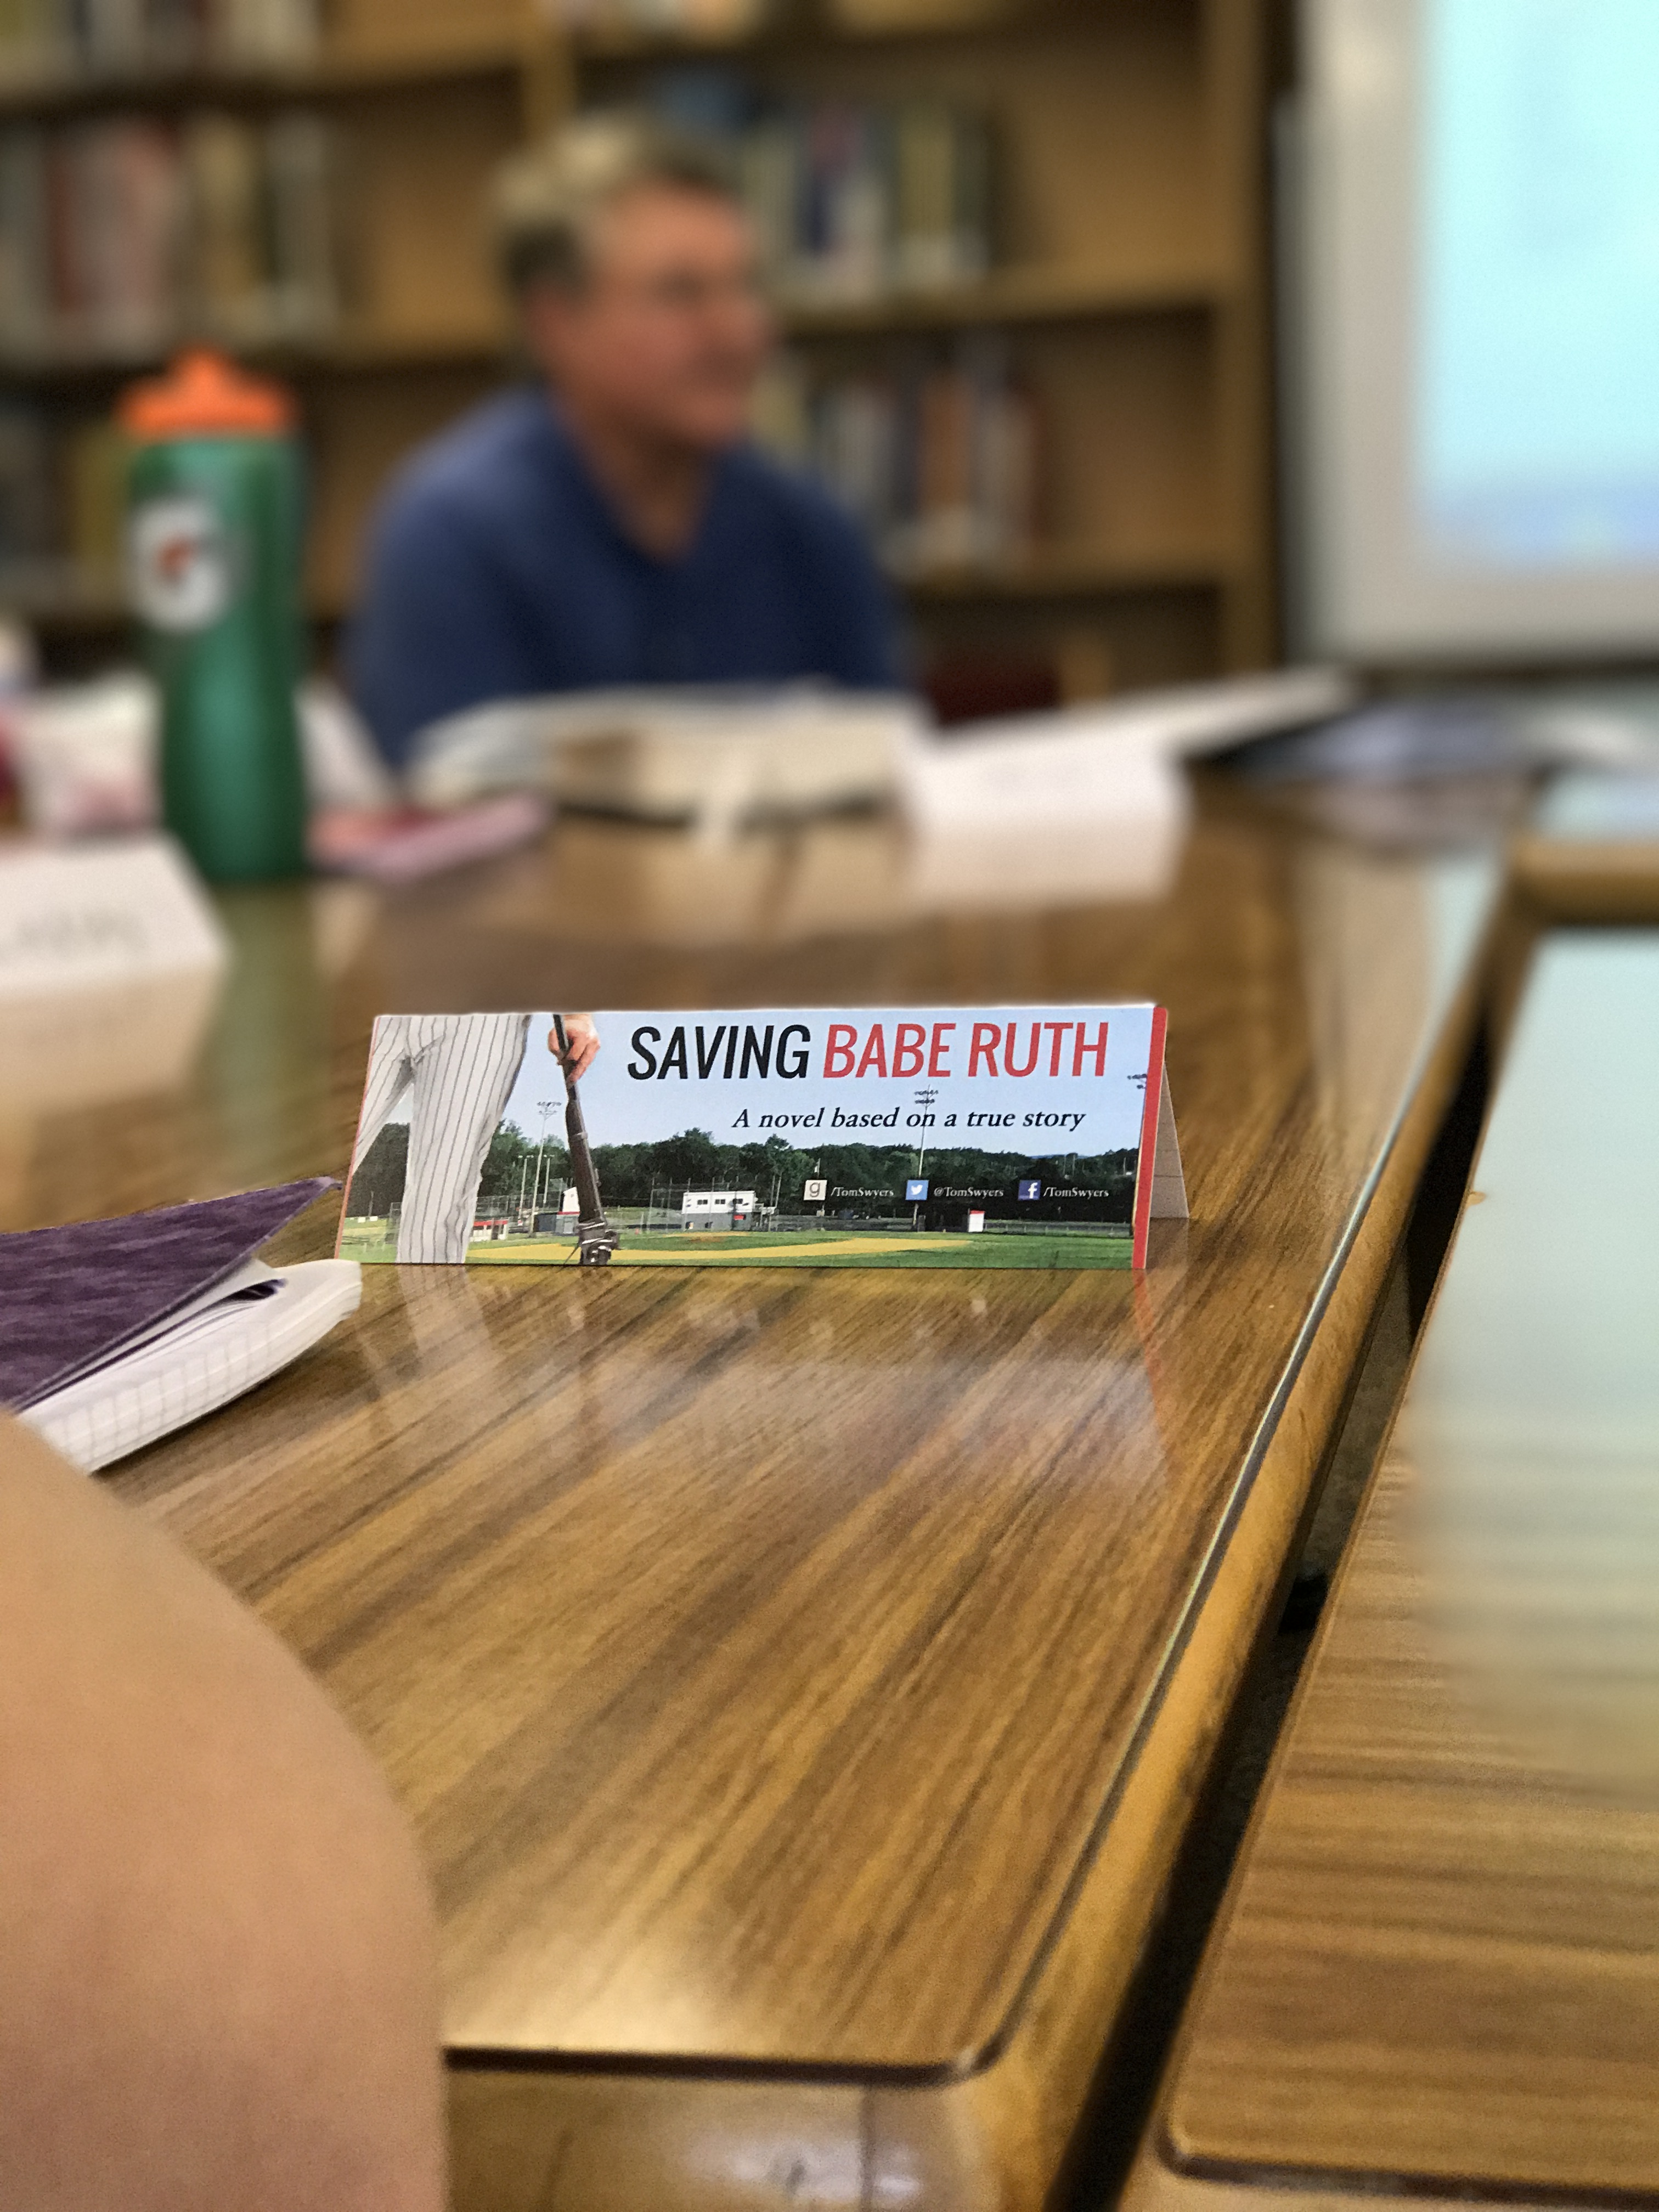 SAVING BABE RUTH
A novel based on a true story
g /TomSwyers @TomSwyers f /TomSwyers
G